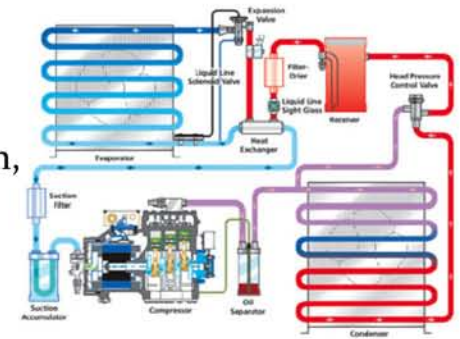 Expansion
Valve
Liquid Line
Solenoid Valve
Filter-
Drier
Head Pressure
Control Valve
Liquid Line
Sight Glass
Receiver
Heat
Exchanger
Evaporator
n,
Suction
Filter
Suction
Accumulator
Compressor
Oil
Separator
Condenser